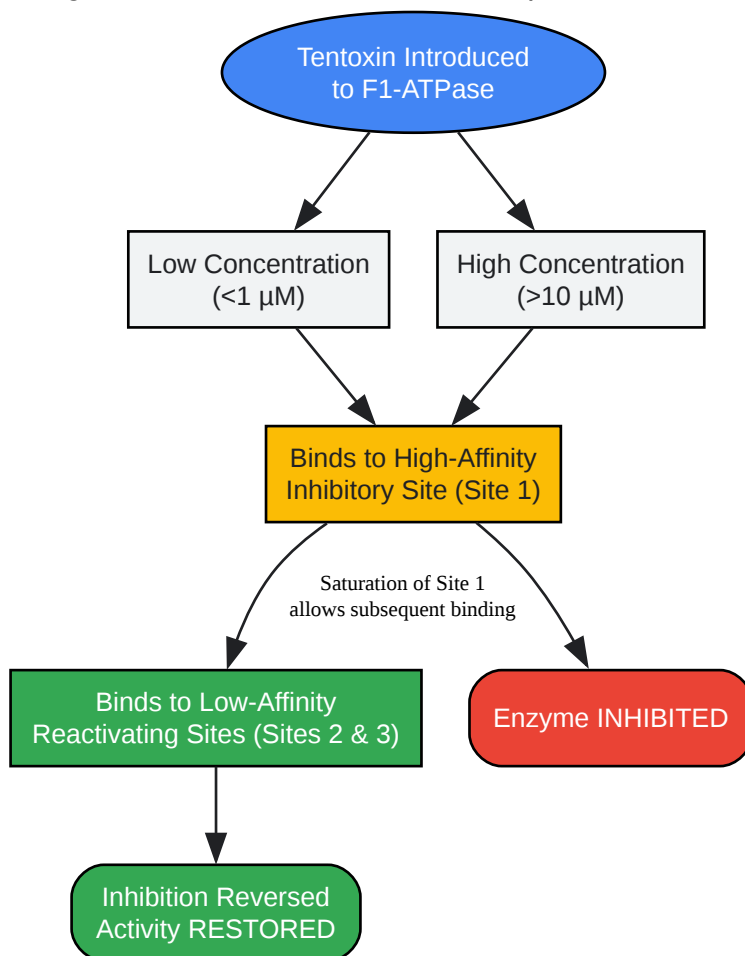 Tentoxin Introduced
to F1-ATPase
Low Concentration
(<1 µM)
High Concentration
(>10 µM)
Binds to High-Affinity
Inhibitory Site (Site 1)
Saturation of Site 1
allows subsequent binding
Binds to Low-Affinity
Reactivating Sites (Sites 2 & 3)
Enzyme INHIBITED
Inhibition Reversed
Activity RESTORED